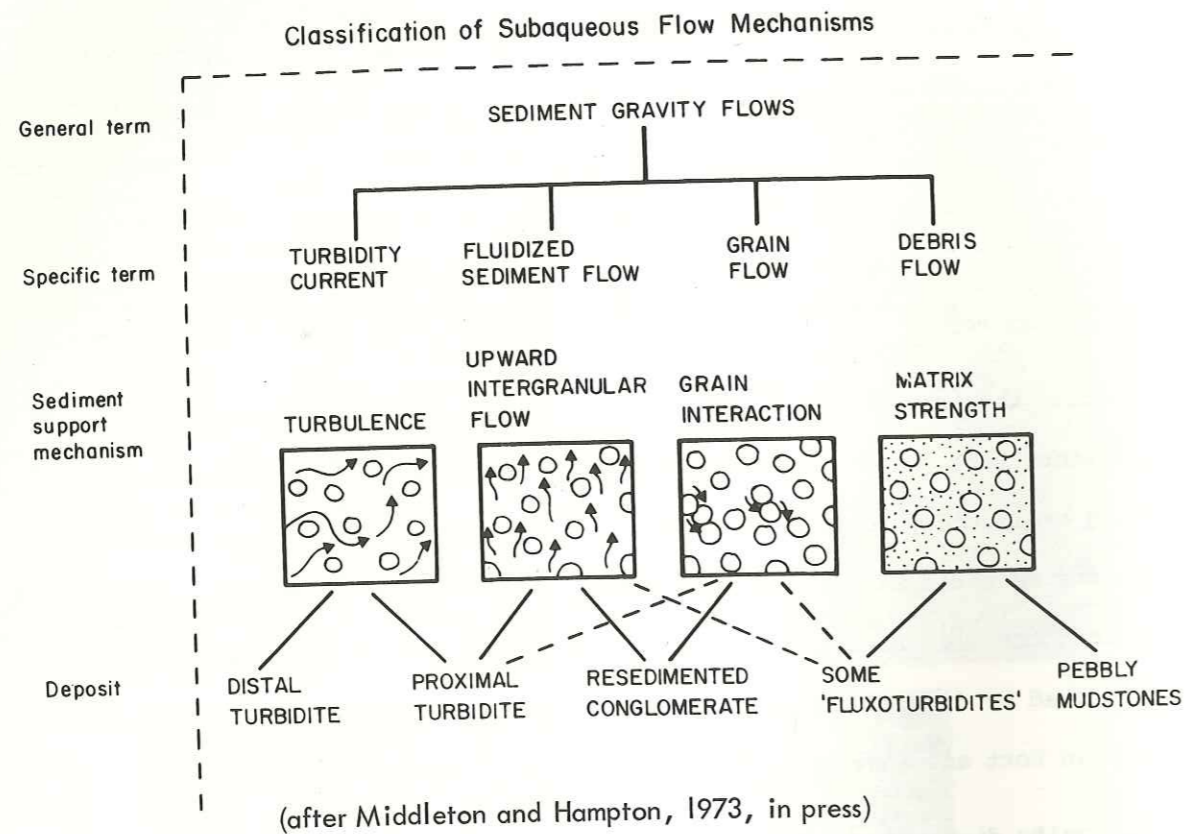 Classification of Subaqueous Flow Mechanisms
General term
SEDIMENT GRAVITY FLOWS
Specific term
TURBIDITY
CURRENT
FLUIDIZED
SEDIMENT FLOW
GRAIN
FLOW
DEBRIS
FLOW
Sediment
support
mechanism
TURBULENCE
UPWARD
INTERGRANULAR
FLOW
GRAIN
INTERACTION
MATRIX
STRENGTH
Deposit
DISTAL
TURBIDITE
PROXIMAL
TURBIDITE
RESEDIMENTED
CONGLOMERATE
SOME
'FLUXOTURBIDITES'
PEBBLY
MUDSTONES
(after Middleton and Hampton, 1973, in press)